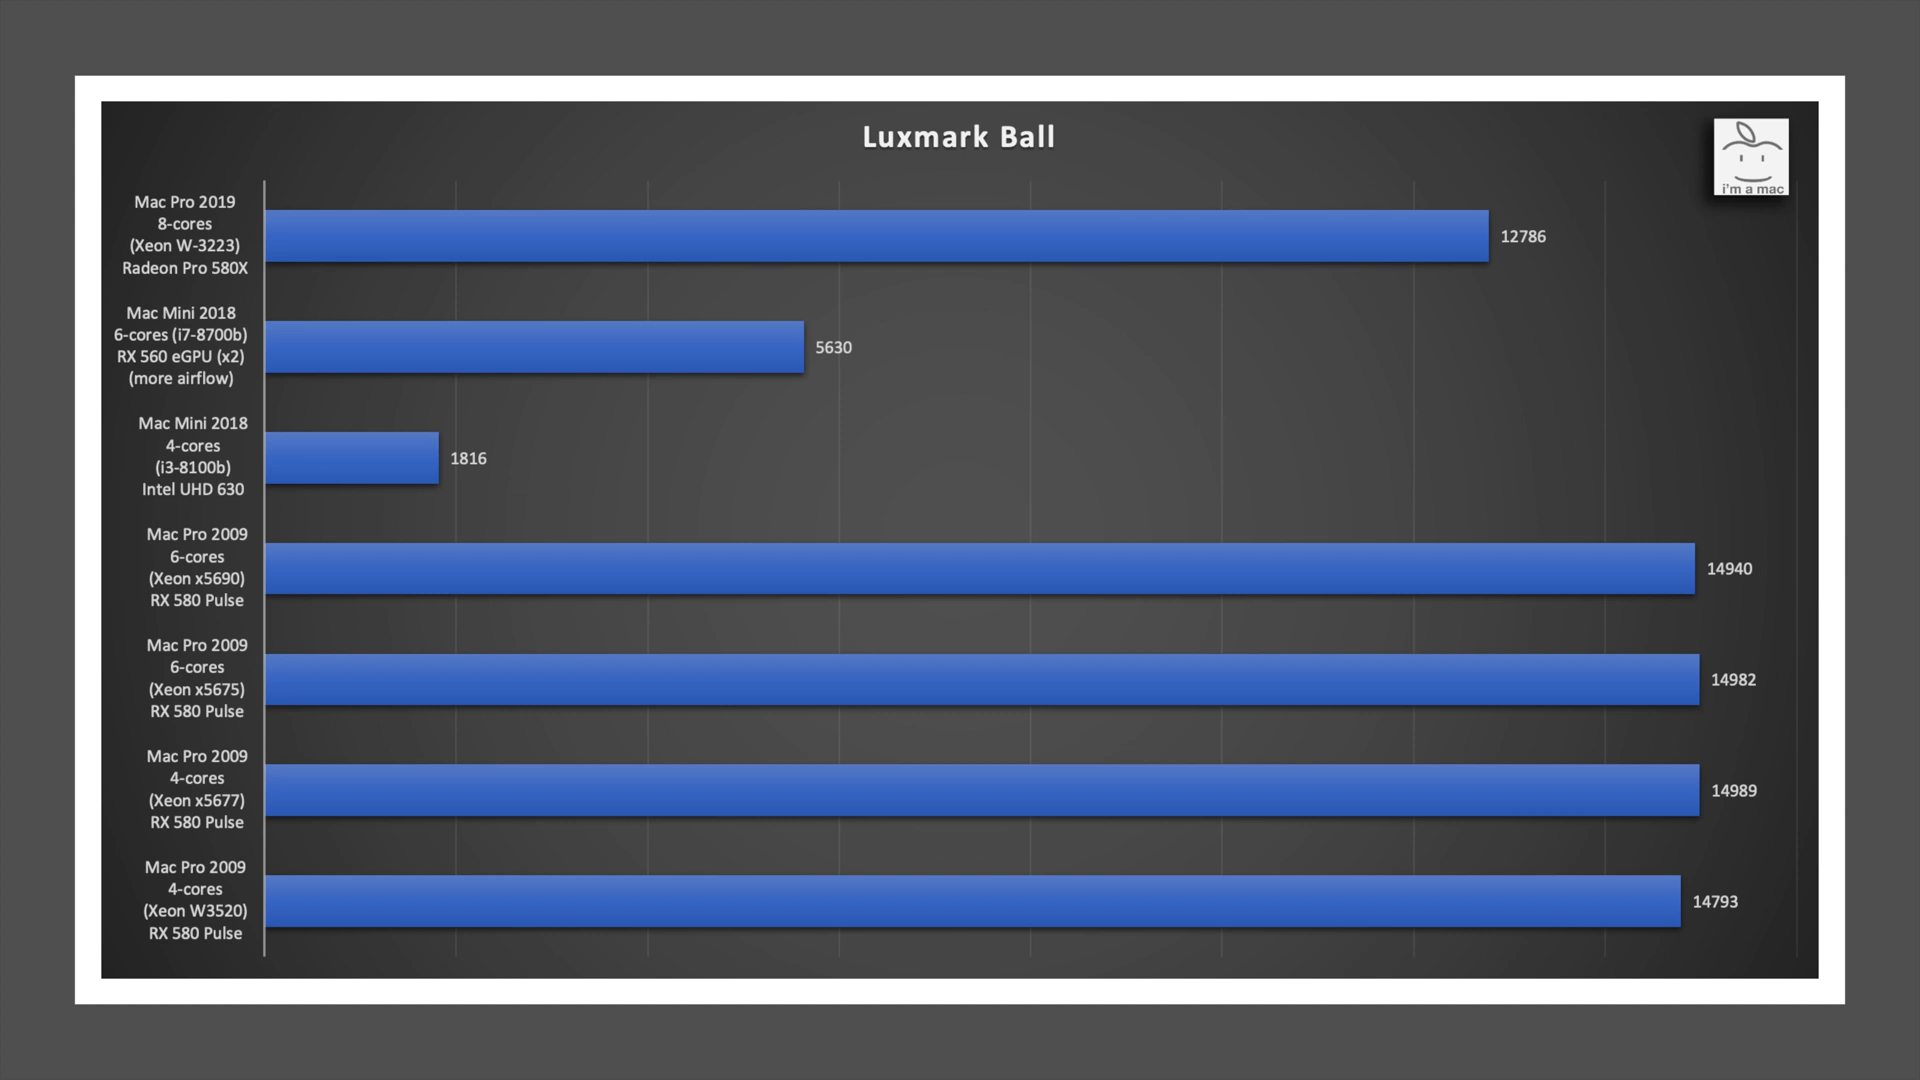 Luxmark Ball
i'm a mac
Mac Pro 2019
8-cores
(Xeon W-3223)
Radeon Pro 580X
12786
Mac Mini 2018
6-cores (i7-8700b)
RX 560 eGPU (x2)
(more airflow)
5630
Mac Mini 2018
4-cores
(i3-8100b)
Intel UHD 630
1816
Mac Pro 2009
6-cores
(Xeon x5690)
RX 580 Pulse
14940
Mac Pro 2009
6-cores
(Xeon x5675)
RX 580 Pulse
14982
Mac Pro 2009
4-cores
(Xeon x5677)
RX 580 Pulse
14989
Mac Pro 2009
4-cores
(Xeon W3520)
RX 580 Pulse
14793